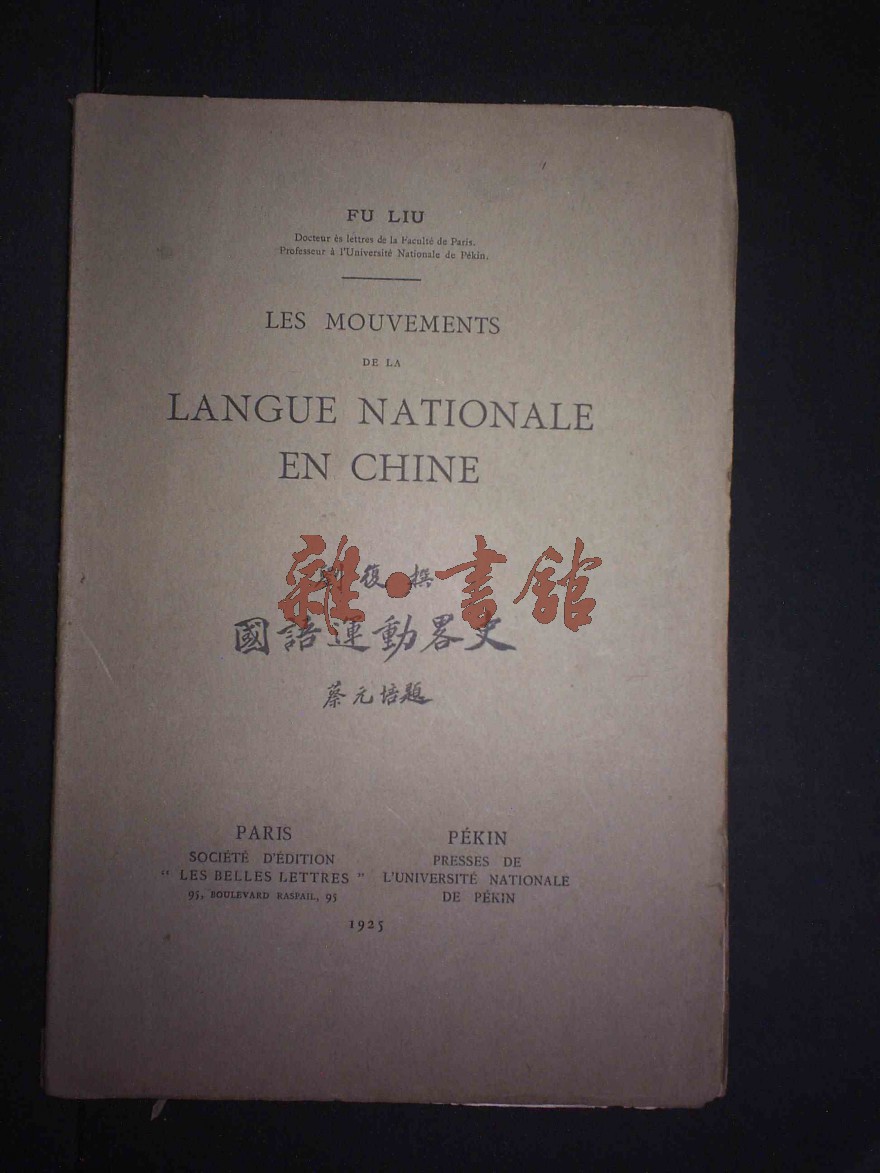 FU LIU
Docteur ès lettres de la Faculté de Paris.
Professeur à l'Université Nationale de Pékin.
LES MOUVEMENTS
DE LA
LANGUE NATIONALE
EN CHINE
雜·書館
劉復撰
國語運動畧史
蔡元培題
PARIS
SOCIÉTÉ D'ÉDITION
“ LES BELLES LETTRES ”
95, BOULEVARD RASPAIL, 95
PÉKIN
PRESSES DE
L'UNIVERSITÉ NATIONALE
DE PÉKIN
1925